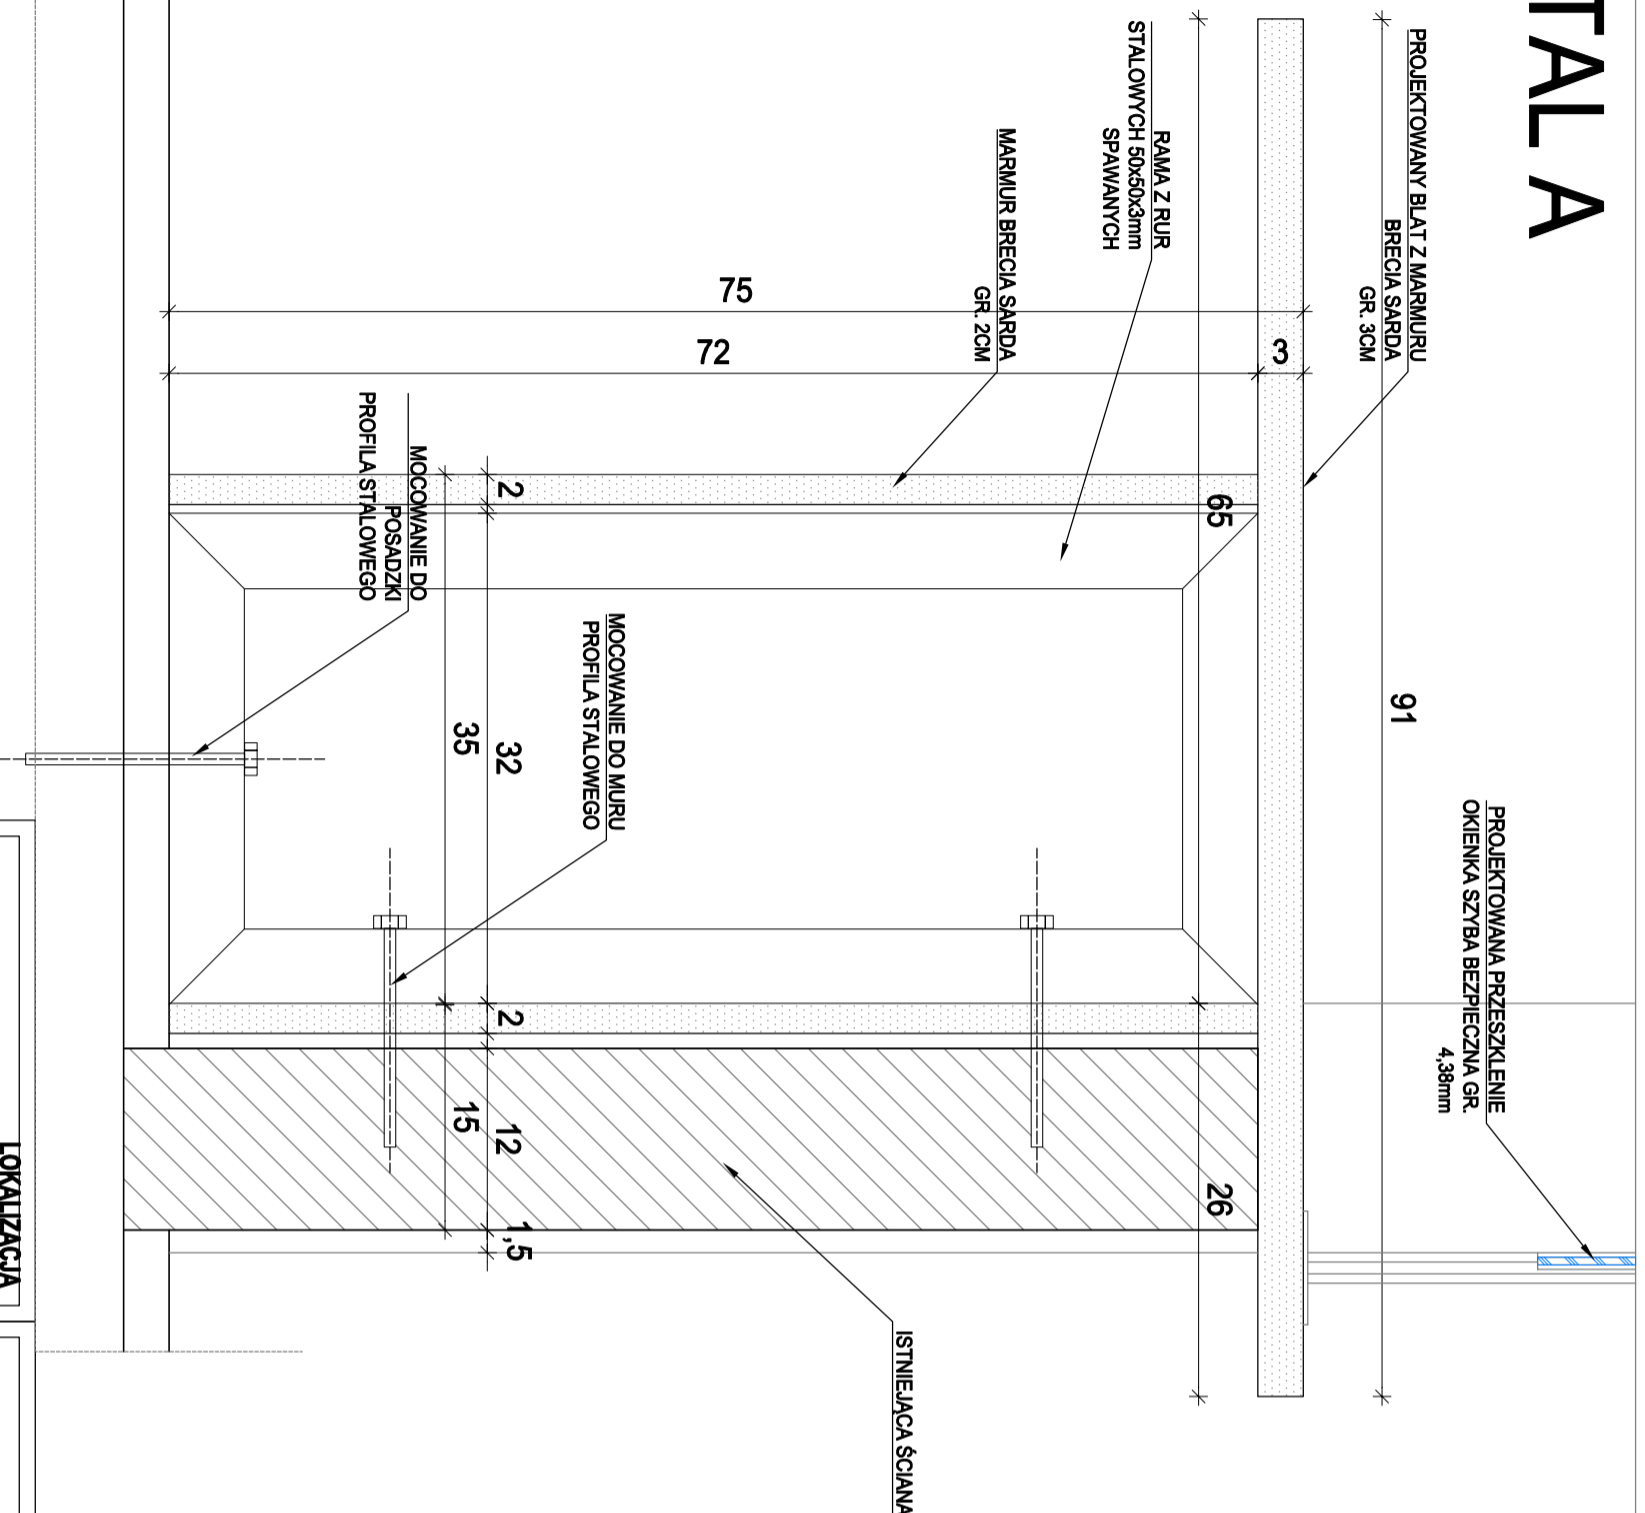 TAL A
PROJEKTOWANY BLAT Z MARMURU
BRECIA SARDA
GR. 3CM
RAMA Z RUR
STALOWYCH 50x50x3mm
SPAWANYCH
MARMUR BRECIA SARDA
GR. 2CM
PROJEKTOWANA PRZESZKLENIE
OKIENKA SZYBA BEZPIECZNA GR.
4,38mm
91
65
26
75
72
3
MOCOWANIE DO
POSADZKI
PROFILA STALOWEGO
MOCOWANIE DO MURU
PROFILA STALOWEGO
2
32
2
12
1,5
35
15
ISTNIEJĄCA ŚCIANA
LOKALIZACJA